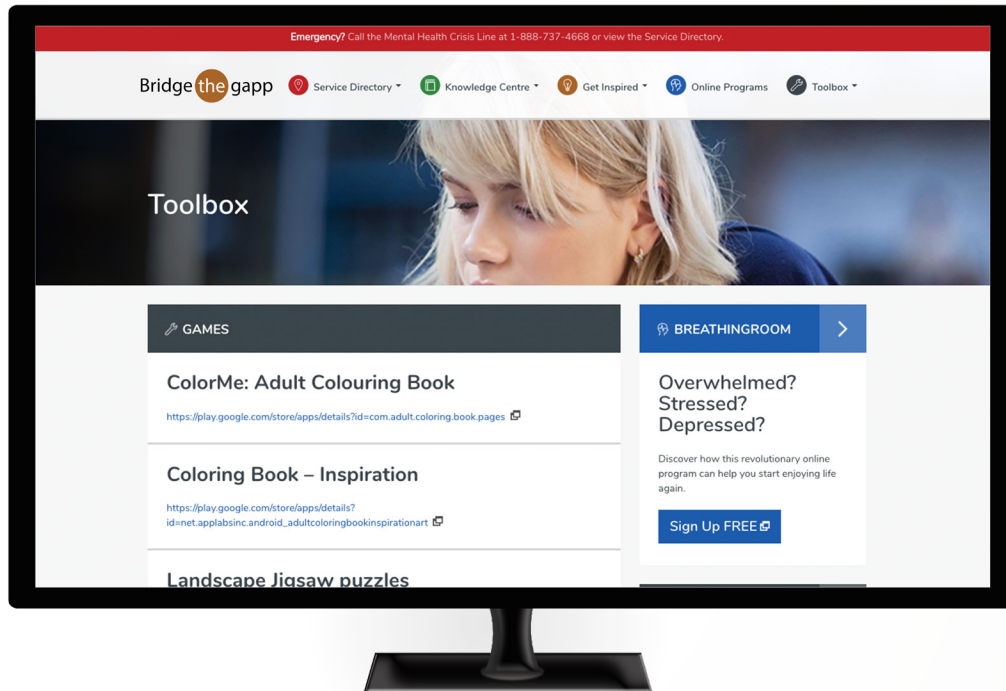 Emergency? Call the Mental Health Crisis Line at 1-888-737-4668 or view the Service Directory.
Bridge the gapp
Service Directory
Knowledge Centre
Get Inspired
Online Programs
Toolbox
Toolbox
GAMES
ColorMe: Adult Colouring Book
https://play.google.com/store/apps/details?id=com.adult.coloring.book.pages
Coloring Book – Inspiration
https://play.google.com/store/apps/details?
id=net.applabsinc.android_adultcoloringbookinspirationart
Landscape Jigsaw puzzles
BREATHINGROOM
Overwhelmed?
Stressed?
Depressed?
Discover how this revolutionary online
program can help you start enjoying life
again.
Sign Up FREE